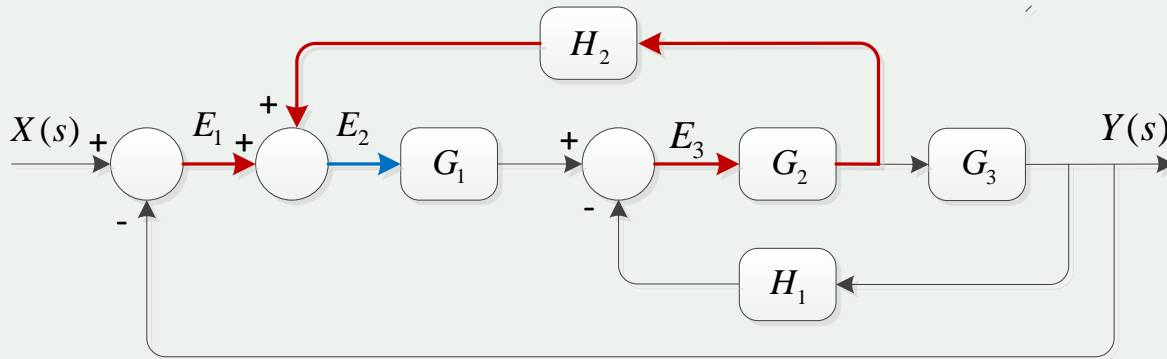 H₂
+
X(s) + E₁ + E₂ + E₃ Y(s)
G₁ G₂ G₃
- -
H₁